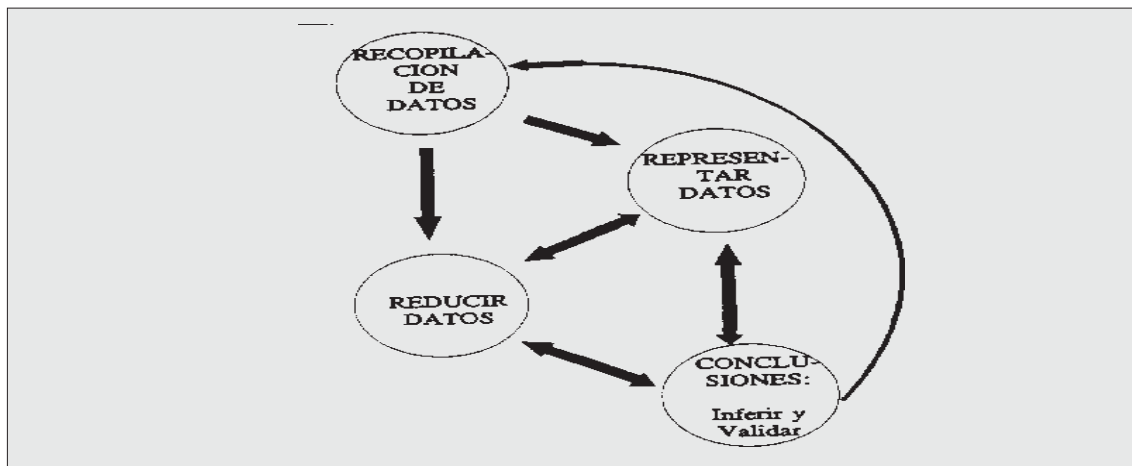 RECOPILA-
CION
DE
DATOS
REPRESEN-
TAR
DATOS
REDUCIR
DATOS
CONCLU-
SIONES:
Inferir y
Validar